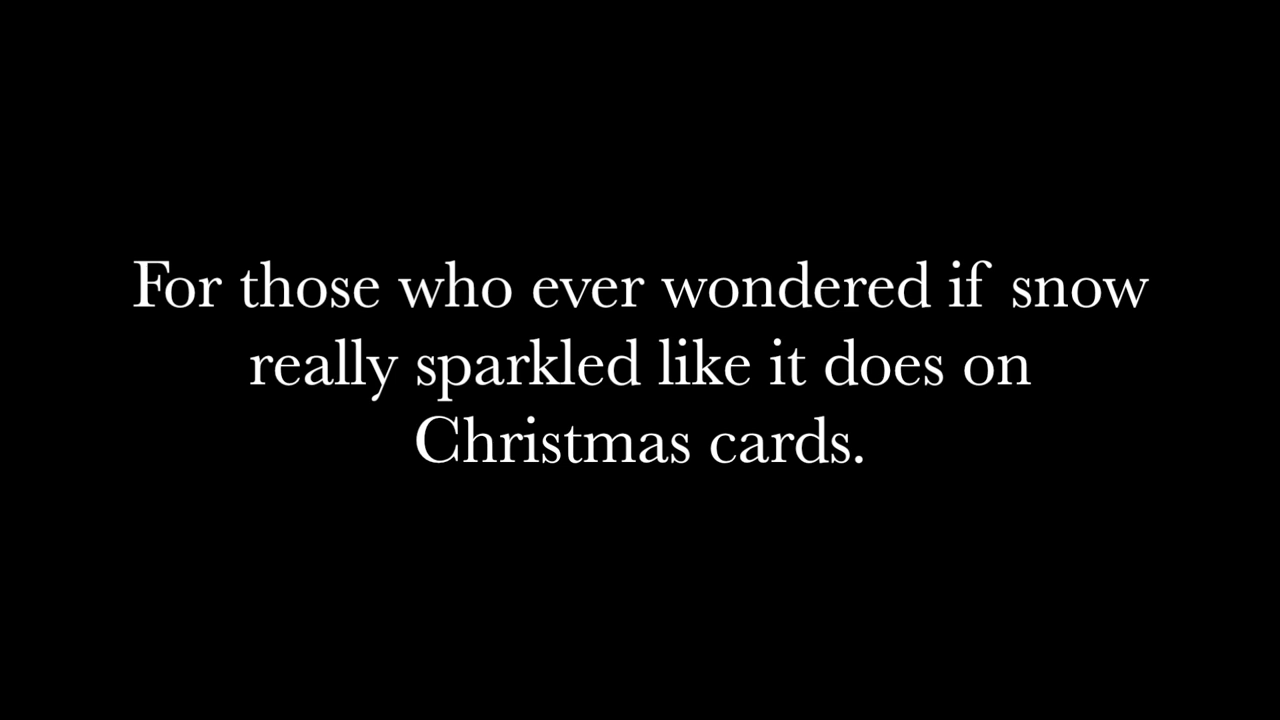 For those who ever wondered if snow
really sparkled like it does on
Christmas cards.